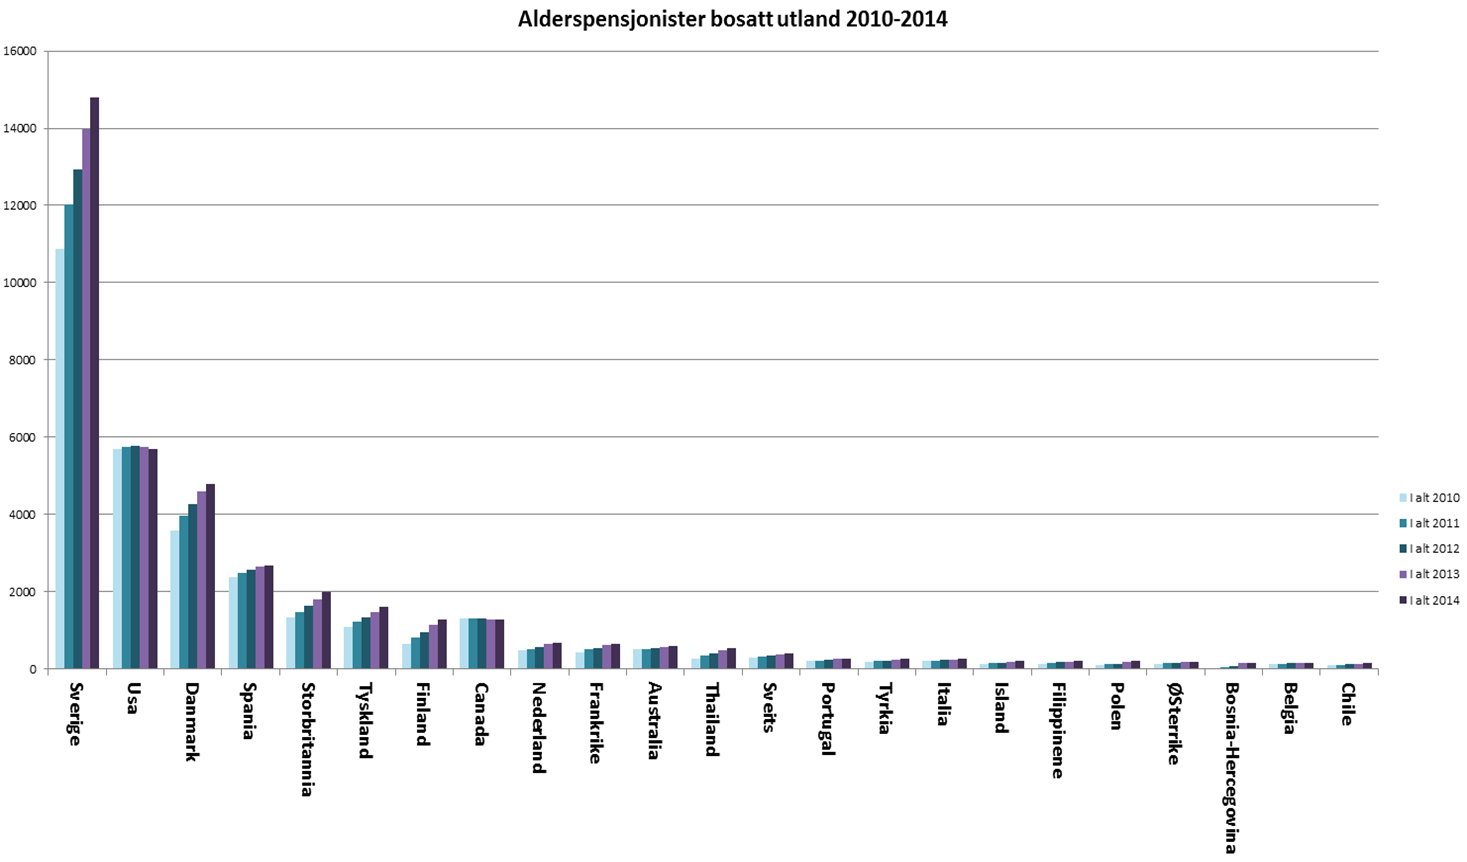 Alderspensjonister bosatt utland 2010-2014
16000
14000
12000
10000
8000
6000
4000
2000
0
Sverige
Usa
Danmark
Spania
Storbritannia
Tyskland
Finland
Canada
Nederland
Frankrike
Australia
Thailand
Sveits
Portugal
Tyrkia
Italia
Island
Filippinene
Polen
ØSterrike
Bosnia-Hercegovina
Belgia
Chile
I alt 2010
I alt 2011
I alt 2012
I alt 2013
I alt 2014